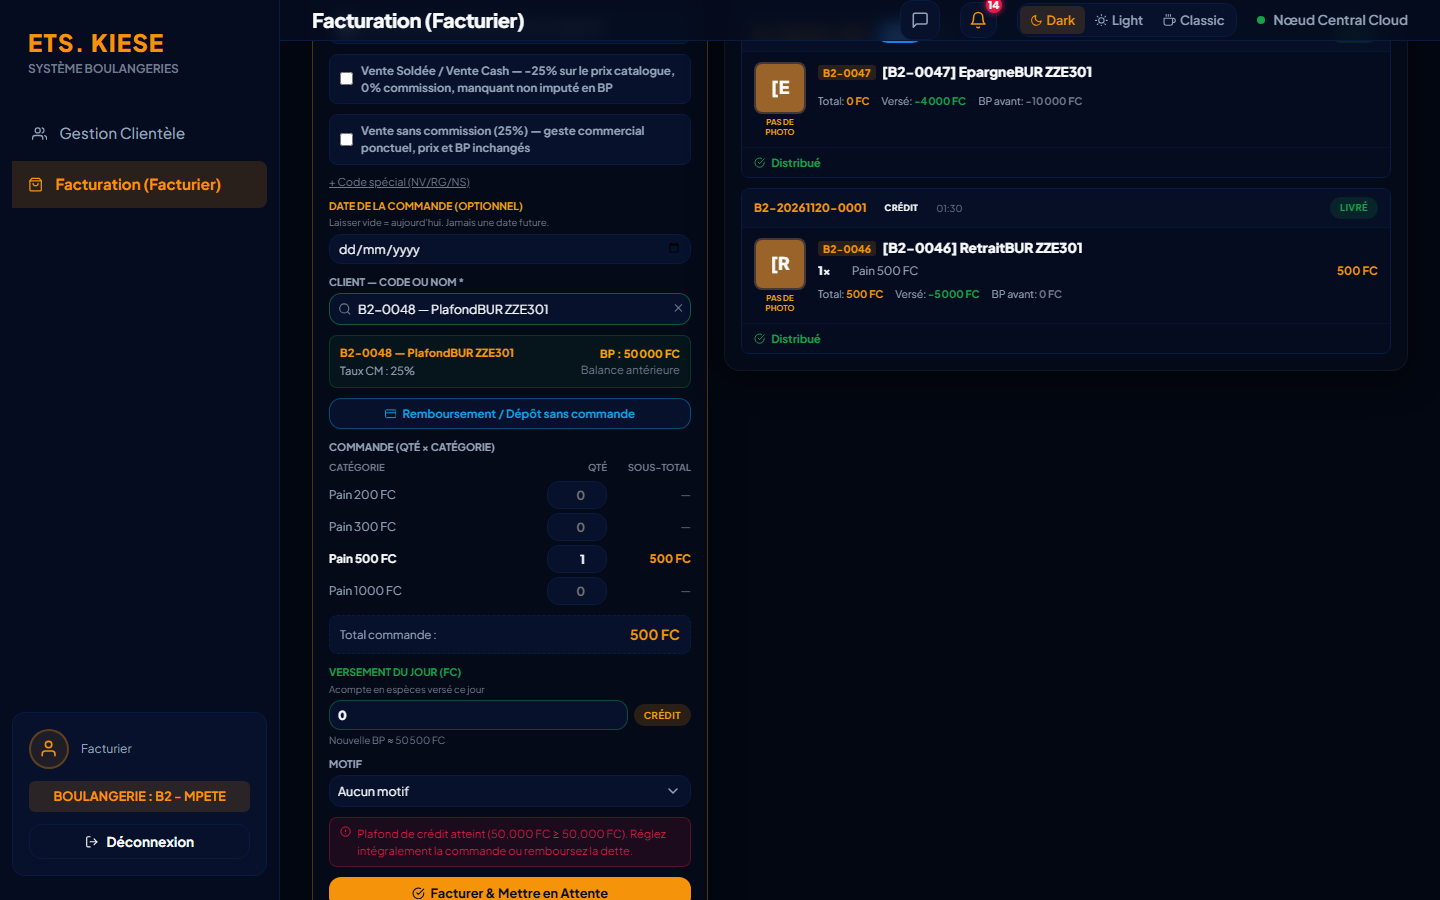 ETS. KIESE
SYSTÈME BOULANGERIES
Gestion Clientèle
Facturation (Facturier)
Facturier
BOULANGERIE : B2 - MPETE
Déconnexion
Facturation (Facturier)
14
Dark
Light
Classic
Nœud Central Cloud
Vente Soldée / Vente Cash — -25% sur le prix catalogue,
0% commission, manquant non imputé en BP
Vente sans commission (25%) — geste commercial
ponctuel, prix et BP inchangés
+ Code spécial (NV/RG/NS)
DATE DE LA COMMANDE (OPTIONNEL)
Laisser vide = aujourd'hui. Jamais une date future.
dd/mm/yyyy
CLIENT — CODE OU NOM *
B2-0048 — PlafondBUR ZZE301
B2-0048 — PlafondBUR ZZE301
BP : 50 000 FC
Taux CM : 25%
Balance antérieure
Remboursement / Dépôt sans commande
COMMANDE (QTÉ × CATÉGORIE)
CATÉGORIE QTÉ SOUS-TOTAL
Pain 200 FC 0 —
Pain 300 FC 0 —
Pain 500 FC 1 500 FC
Pain 1000 FC 0 —
Total commande : 500 FC
VERSEMENT DU JOUR (FC)
Acompte en espèces versé ce jour
0 CRÉDIT
Nouvelle BP ≈ 50 500 FC
MOTIF
Aucun motif
Plafond de crédit atteint (50,000 FC ≥ 50,000 FC). Réglez
intégralement la commande ou remboursez la dette.
Facturer & Mettre en Attente
[E
PAS DE
PHOTO
B2-0047 [B2-0047] EpargneBUR ZZE301
Total: 0 FC Versé: -4 000 FC BP avant: -10 000 FC
Distribué
B2-20261120-0001 CRÉDIT 01:30 LIVRÉ
[R
PAS DE
PHOTO
B2-0046 [B2-0046] RetraitBUR ZZE301
1× Pain 500 FC 500 FC
Total: 500 FC Versé: -5 000 FC BP avant: 0 FC
Distribué